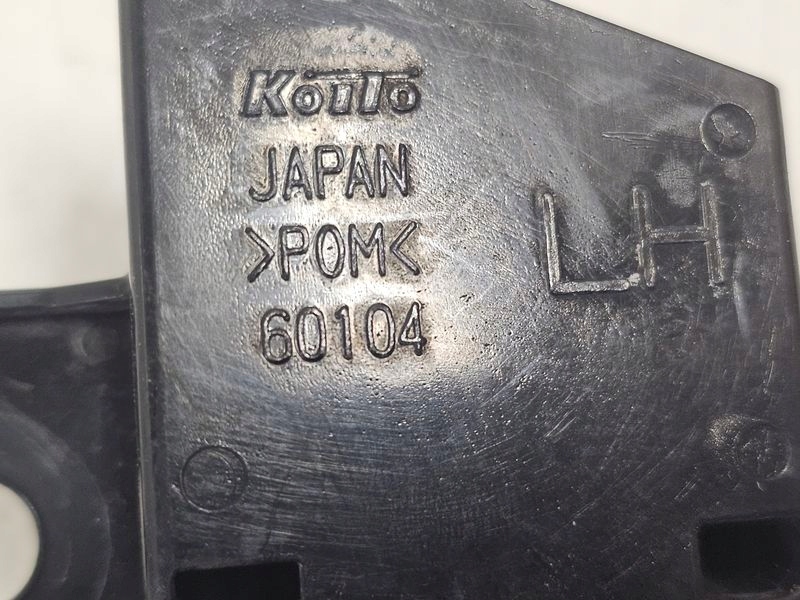 Koito
JAPAN
>POM<
60104
LH